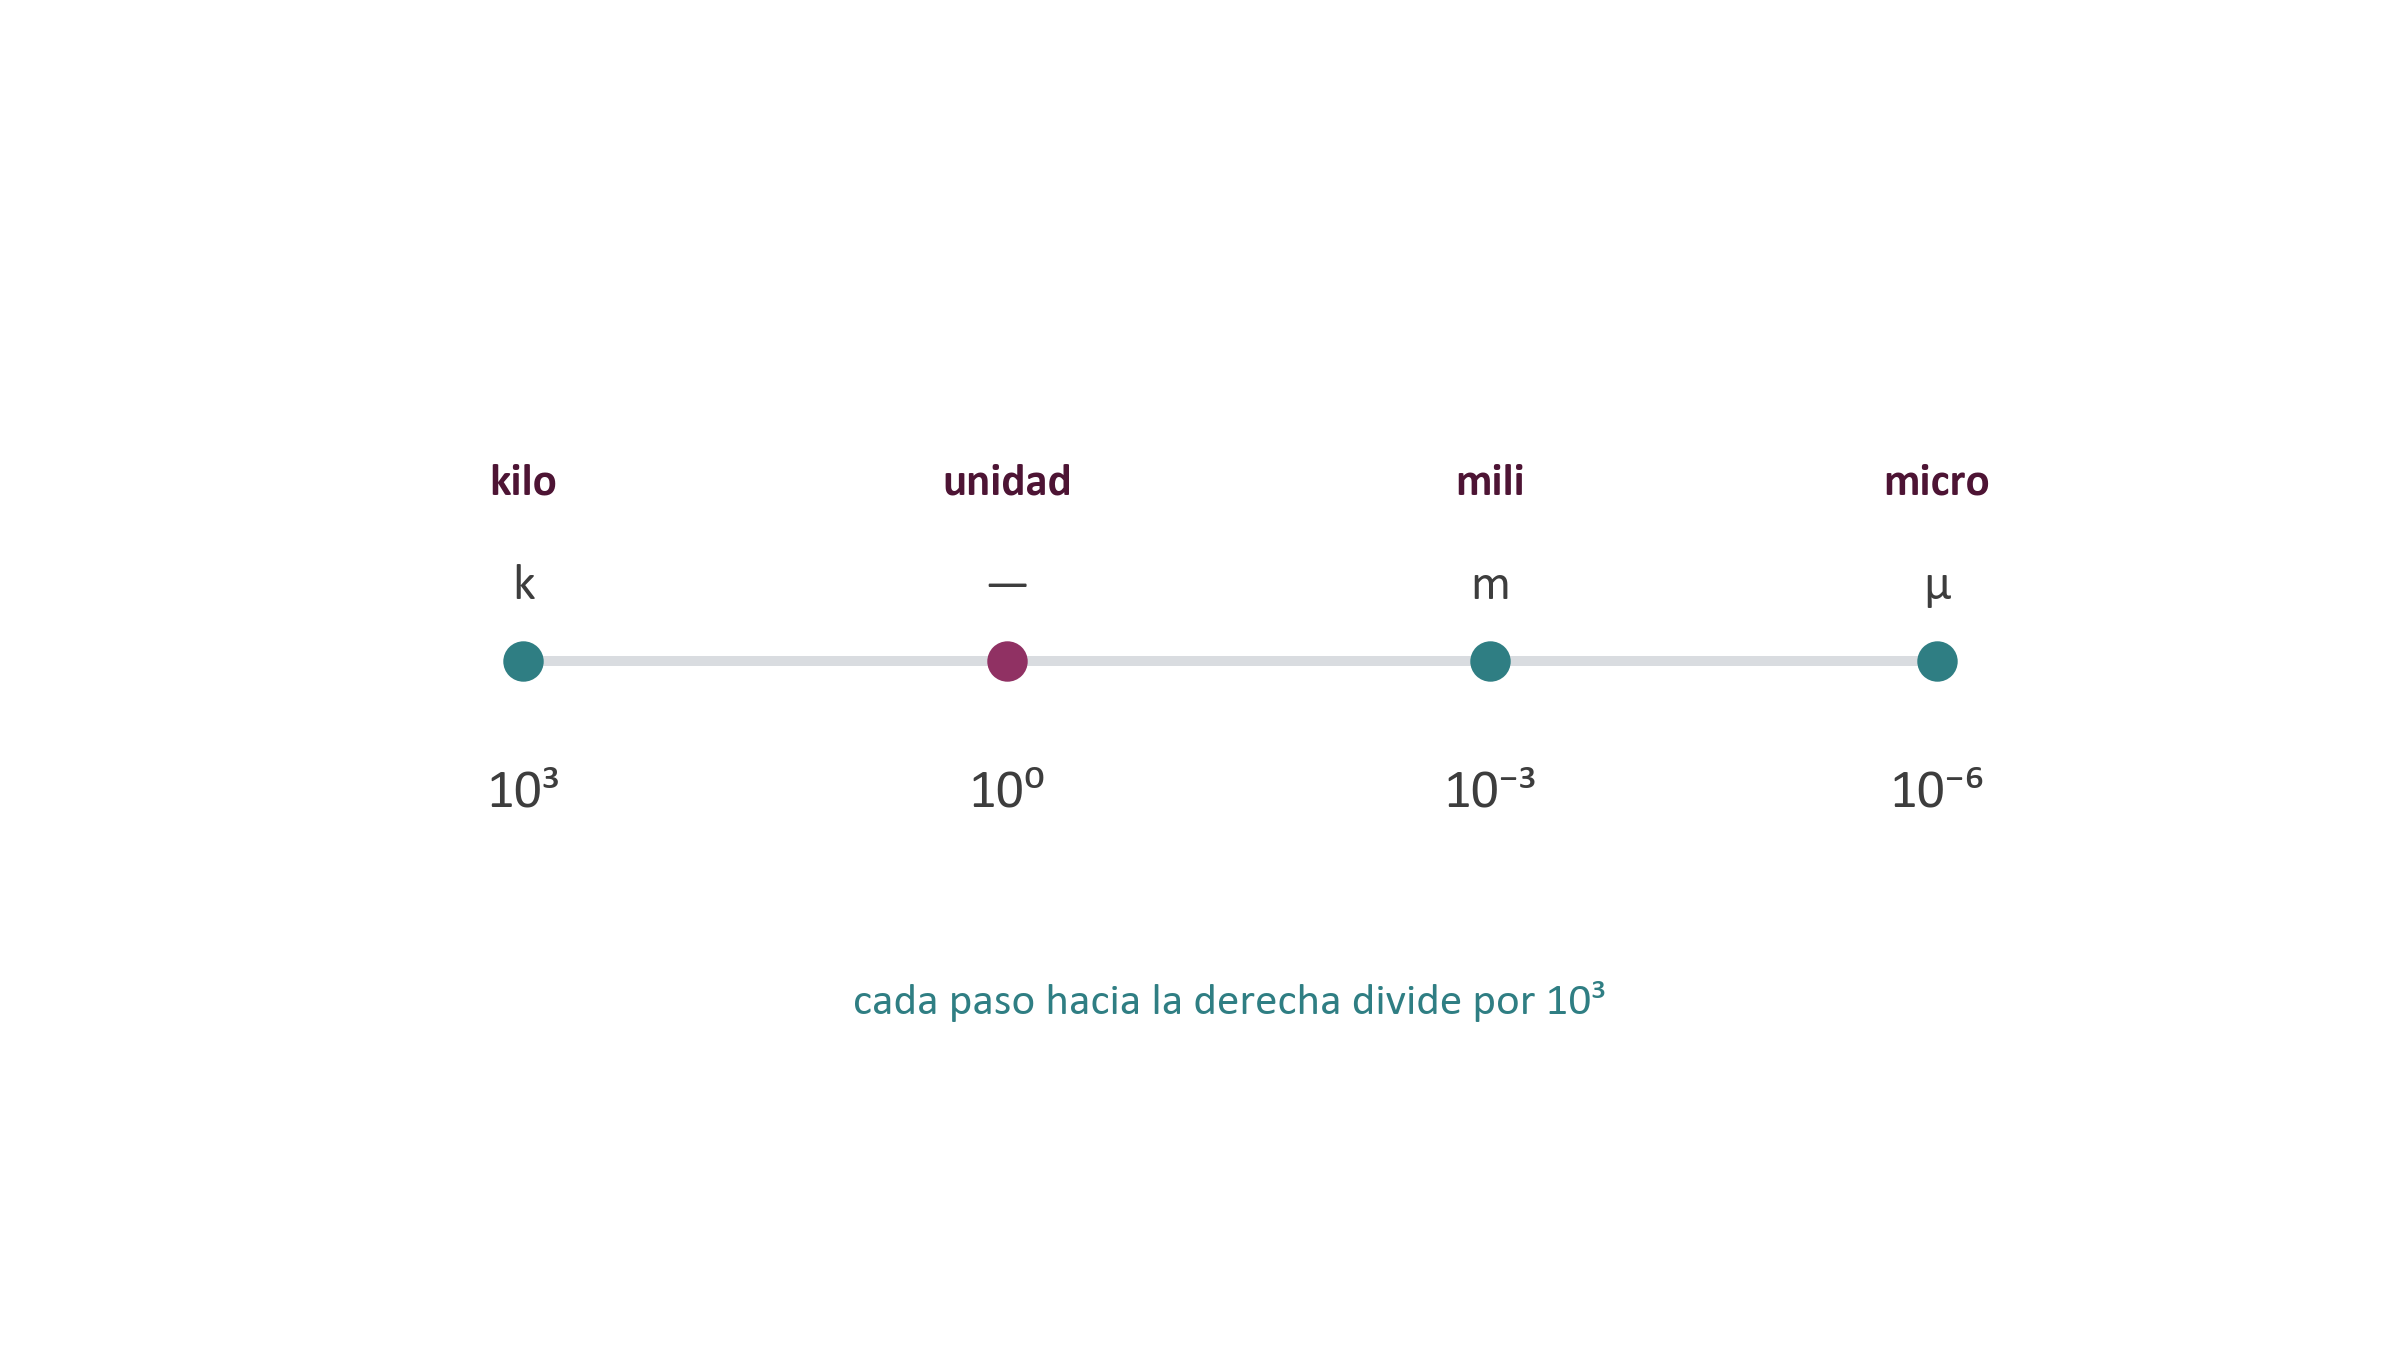 kilo unidad mili micro
k — m µ
10³ 10⁰ 10⁻³ 10⁻⁶
cada paso hacia la derecha divide por 10³